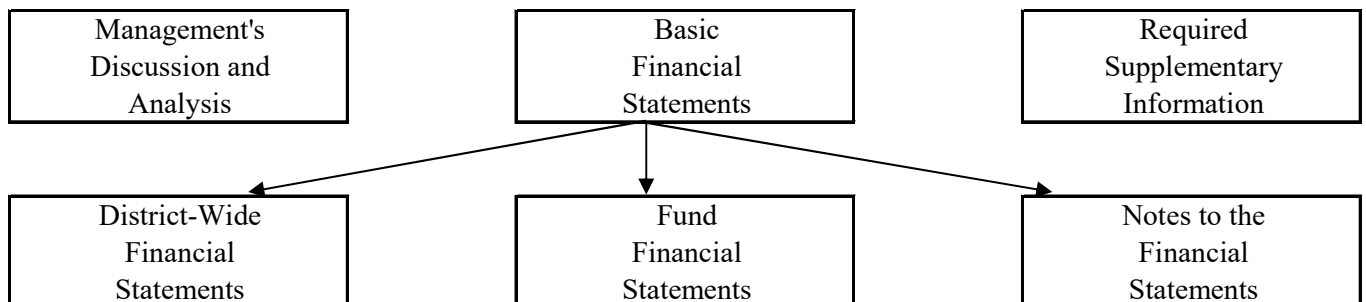 Management's
Discussion and
Analysis
Basic
Financial
Statements
Required
Supplementary
Information
District-Wide
Financial
Statements
Fund
Financial
Statements
Notes to the
Financial
Statements